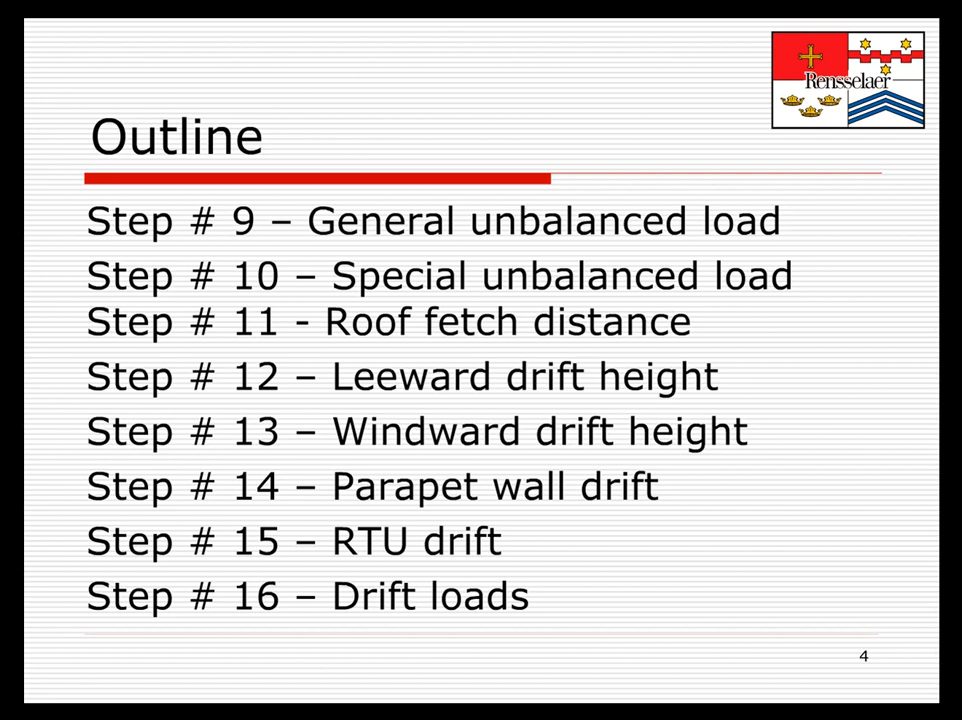 Rensselaer
Outline
Step # 9 – General unbalanced load
Step # 10 – Special unbalanced load
Step # 11 - Roof fetch distance
Step # 12 – Leeward drift height
Step # 13 – Windward drift height
Step # 14 – Parapet wall drift
Step # 15 – RTU drift
Step # 16 – Drift loads
4